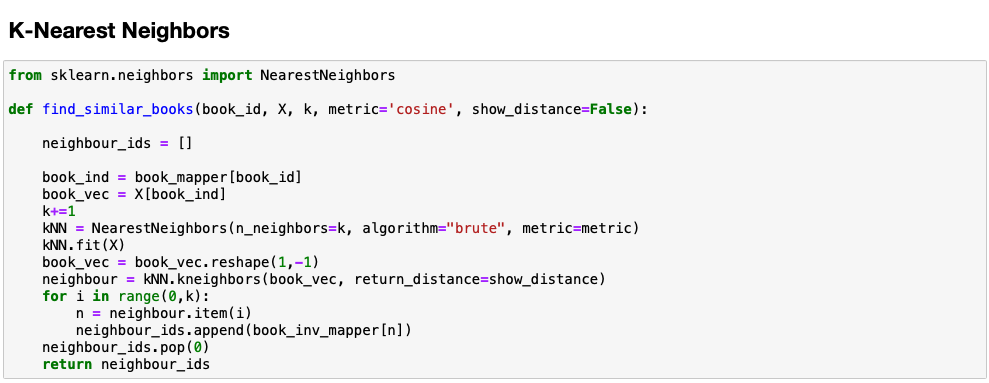 K-Nearest Neighbors
from sklearn.neighbors import NearestNeighbors
def find_similar_books(book_id, X, k, metric='cosine', show_distance=False):
    neighbour_ids = []
    book_ind = book_mapper[book_id]
    book_vec = X[book_ind]
    k+=1
    kNN = NearestNeighbors(n_neighbors=k, algorithm="brute", metric=metric)
    kNN.fit(X)
    book_vec = book_vec.reshape(1,-1)
    neighbour = kNN.kneighbors(book_vec, return_distance=show_distance)
    for i in range(0,k):
        n = neighbour.item(i)
        neighbour_ids.append(book_inv_mapper[n])
    neighbour_ids.pop(0)
    return neighbour_ids